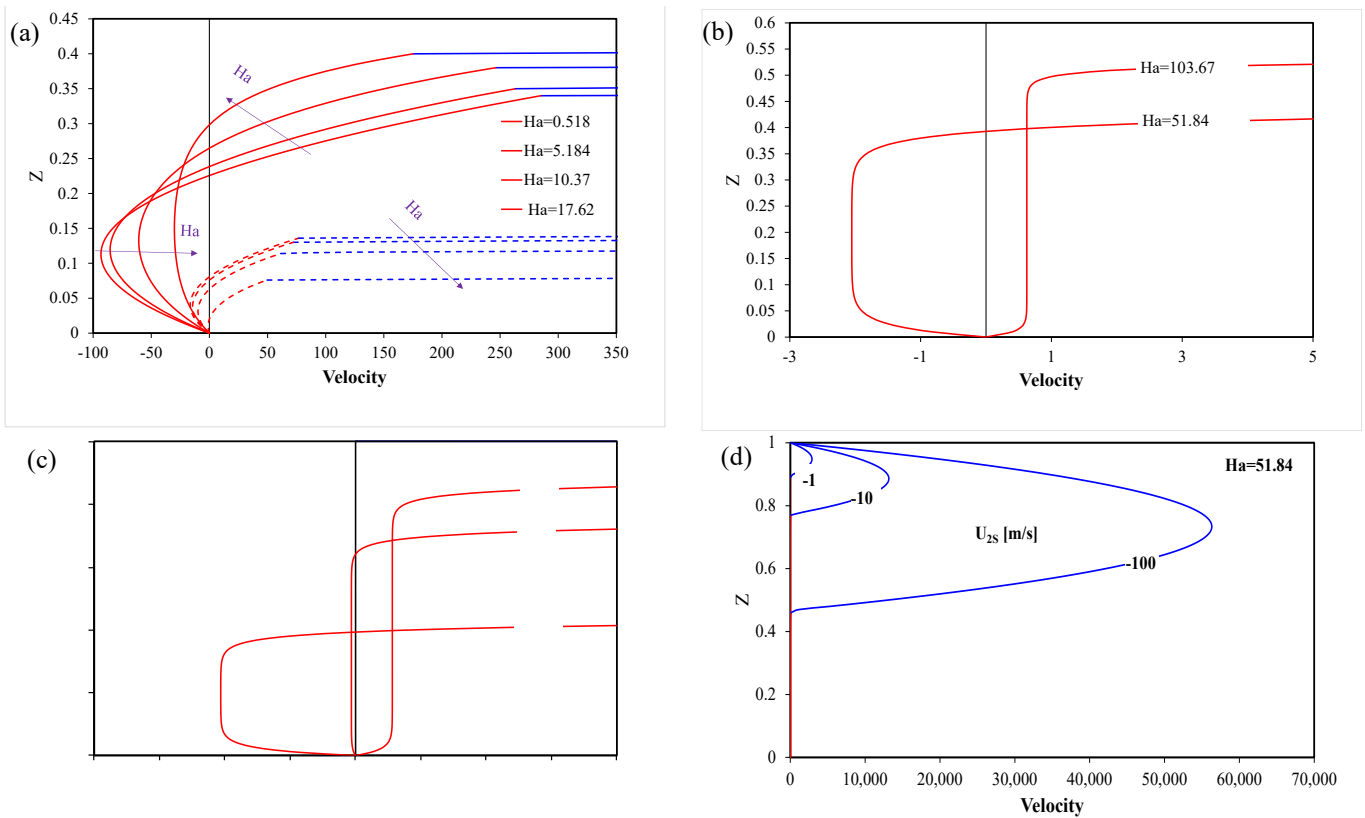 (a)
0.45
0.4
0.35
0.3
0.25
0.2
0.15
0.1
0.05
0
Z
Ha
Ha
Ha
Ha=0.518
Ha=5.184
Ha=10.37
Ha=17.62
-100
-50
0
50
100
150
200
250
300
350
Velocity
(b)
0.6
0.55
0.5
0.45
0.4
0.35
0.3
0.25
0.2
0.15
0.1
0.05
0
Z
Ha=103.67
Ha=51.84
-3
-1
1
3
5
Velocity
(c)
(d)
1
0.8
0.6
0.4
0.2
0
Z
Ha=51.84
-1
-10
U2S [m/s]
-100
0
10,000
20,000
30,000
40,000
50,000
60,000
70,000
Velocity